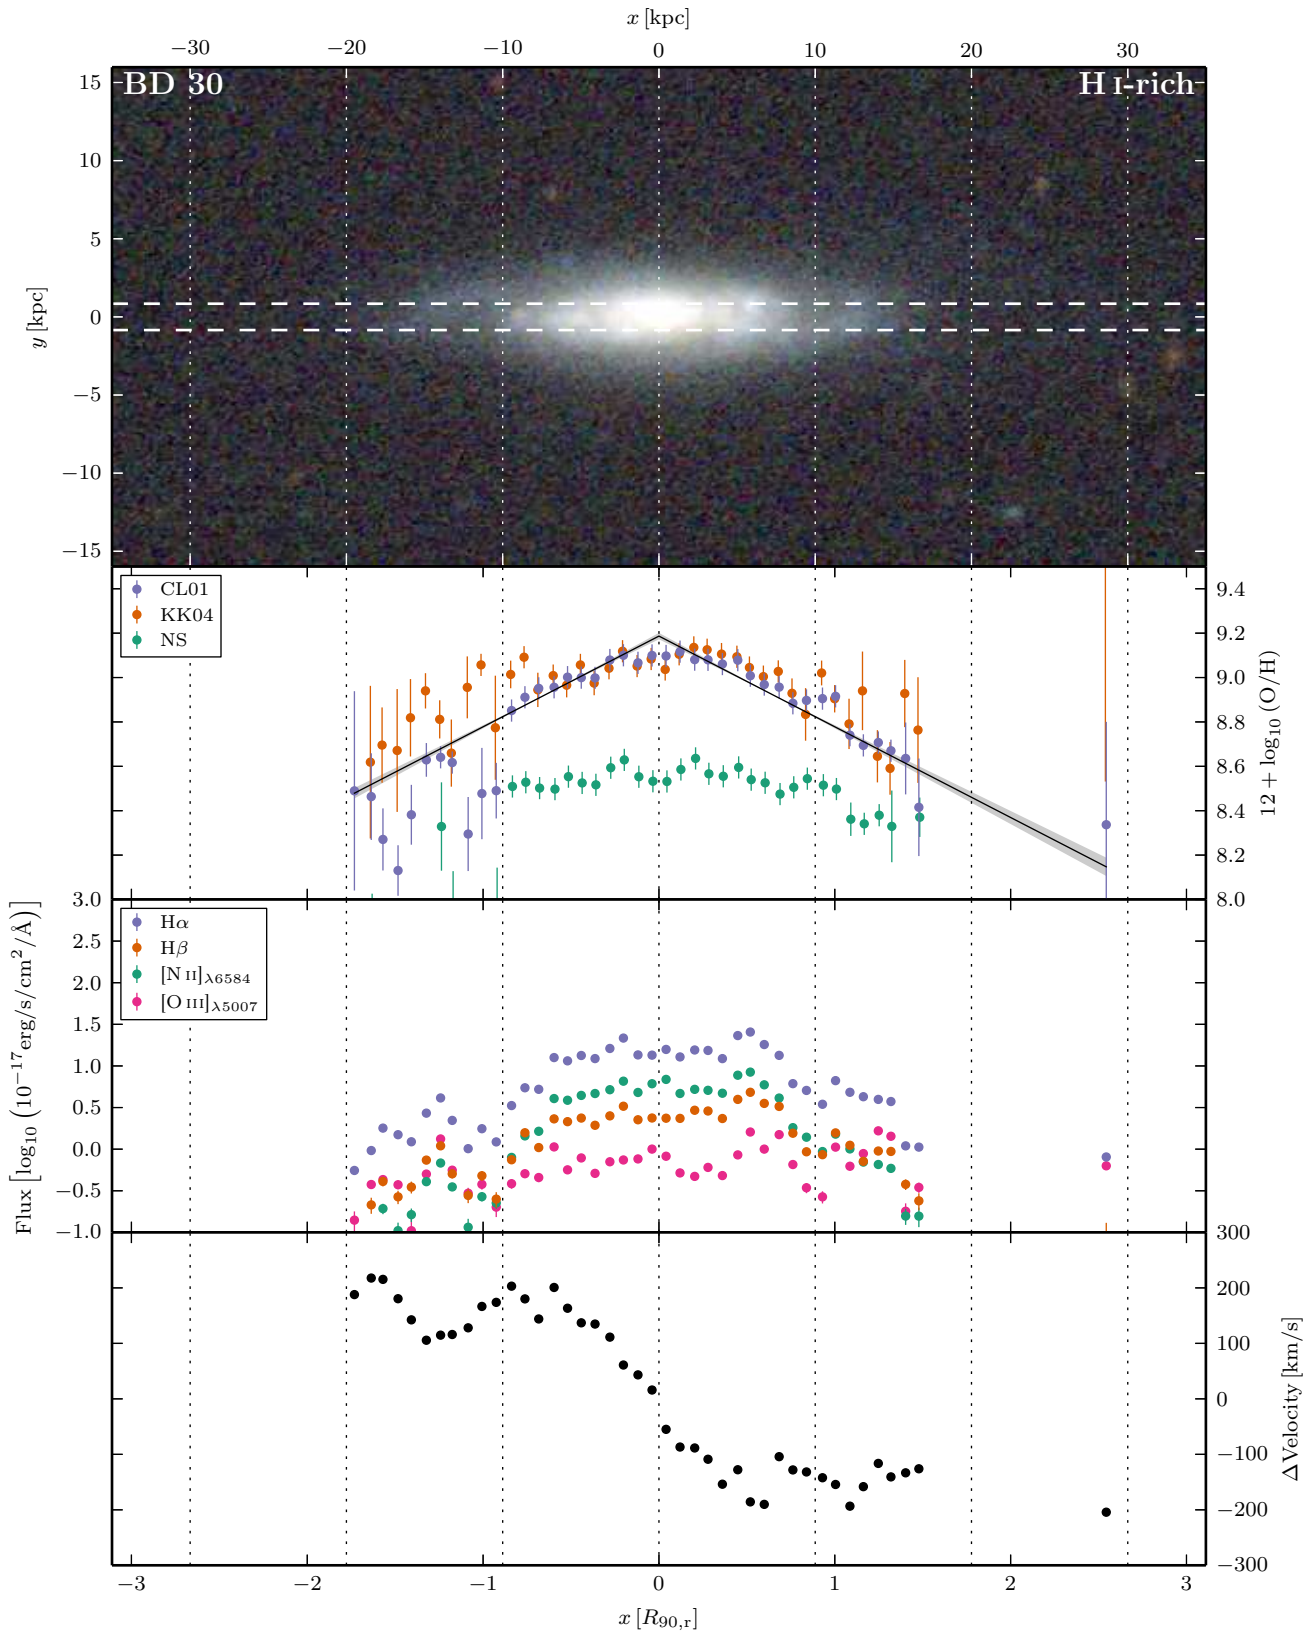 x [kpc]
−30 −20 −10 0 10 20 30
BD 30 H I-rich
15
10
5
0
−5
−10
−15
y [kpc]
CL01
KK04
NS
9.4
9.2
9.0
8.8
8.6
8.4
8.2
8.0
12 + log10 (O/H)
3.0
2.5
2.0
1.5
1.0
0.5
0.0
−0.5
−1.0
Flux [log10 (10−17erg/s/cm2/Å)]
Hα
Hβ
[N II]λ6584
[O III]λ5007
300
200
100
0
−100
−200
−300
ΔVelocity [km/s]
−3 −2 −1 0 1 2 3
x [R90,r]